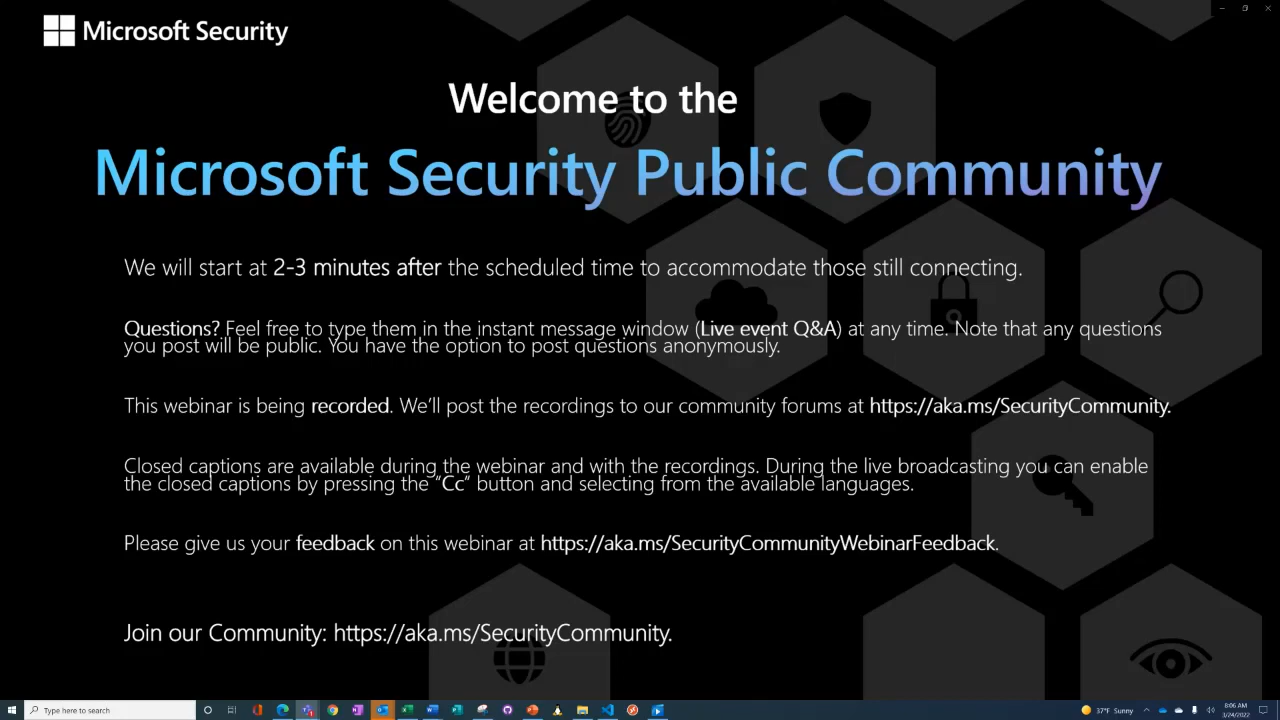 Microsoft Security
Welcome to the
Microsoft Security Public Community
We will start at 2-3 minutes after the scheduled time to accommodate those still connecting.
Questions? Feel free to type them in the instant message window (Live event Q&A) at any time. Note that any questions
you post will be public. You have the option to post questions anonymously.
This webinar is being recorded. We’ll post the recordings to our community forums at https://aka.ms/SecurityCommunity.
Closed captions are available during the webinar and with the recordings. During the live broadcasting you can enable
the closed captions by pressing the “Cc” button and selecting from the available languages.
Please give us your feedback on this webinar at https://aka.ms/SecurityCommunityWebinarFeedback.
Join our Community: https://aka.ms/SecurityCommunity.
Type here to search
37°F Sunny
8:06 AM
3/24/2022